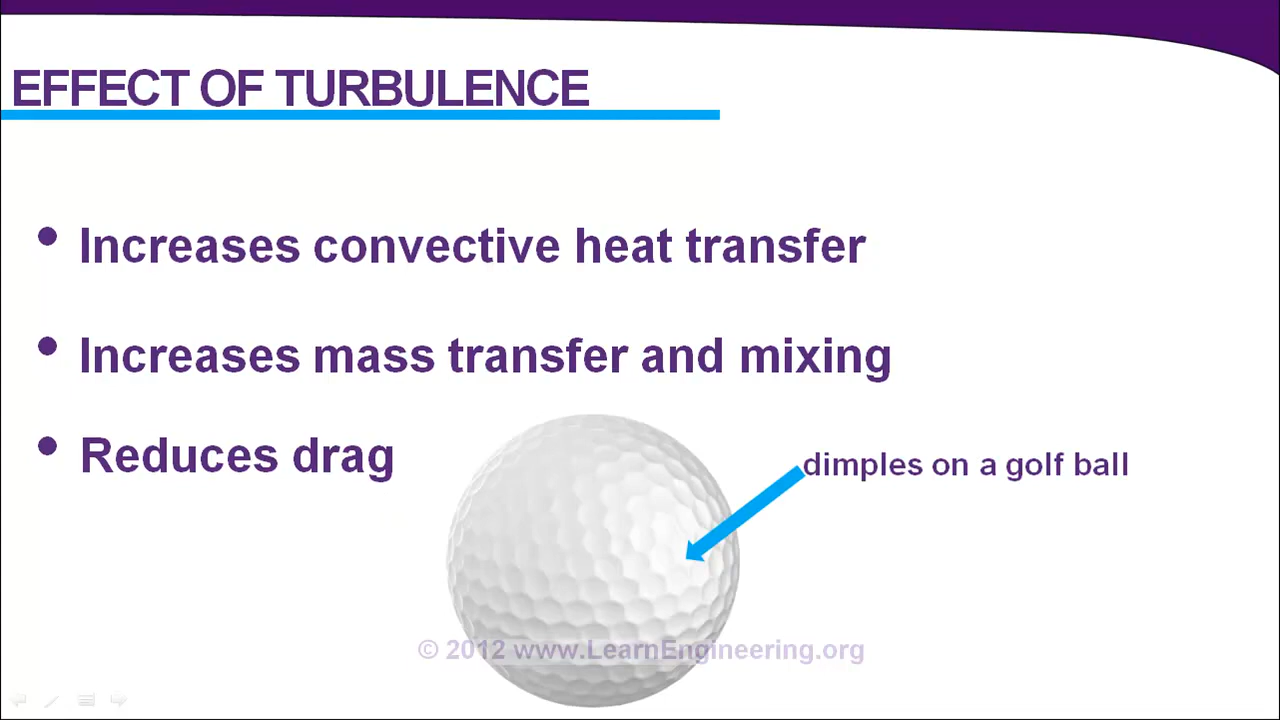 EFFECT OF TURBULENCE
• Increases convective heat transfer
• Increases mass transfer and mixing
• Reduces drag
dimples on a golf ball
© 2012 www.LearnEngineering.org